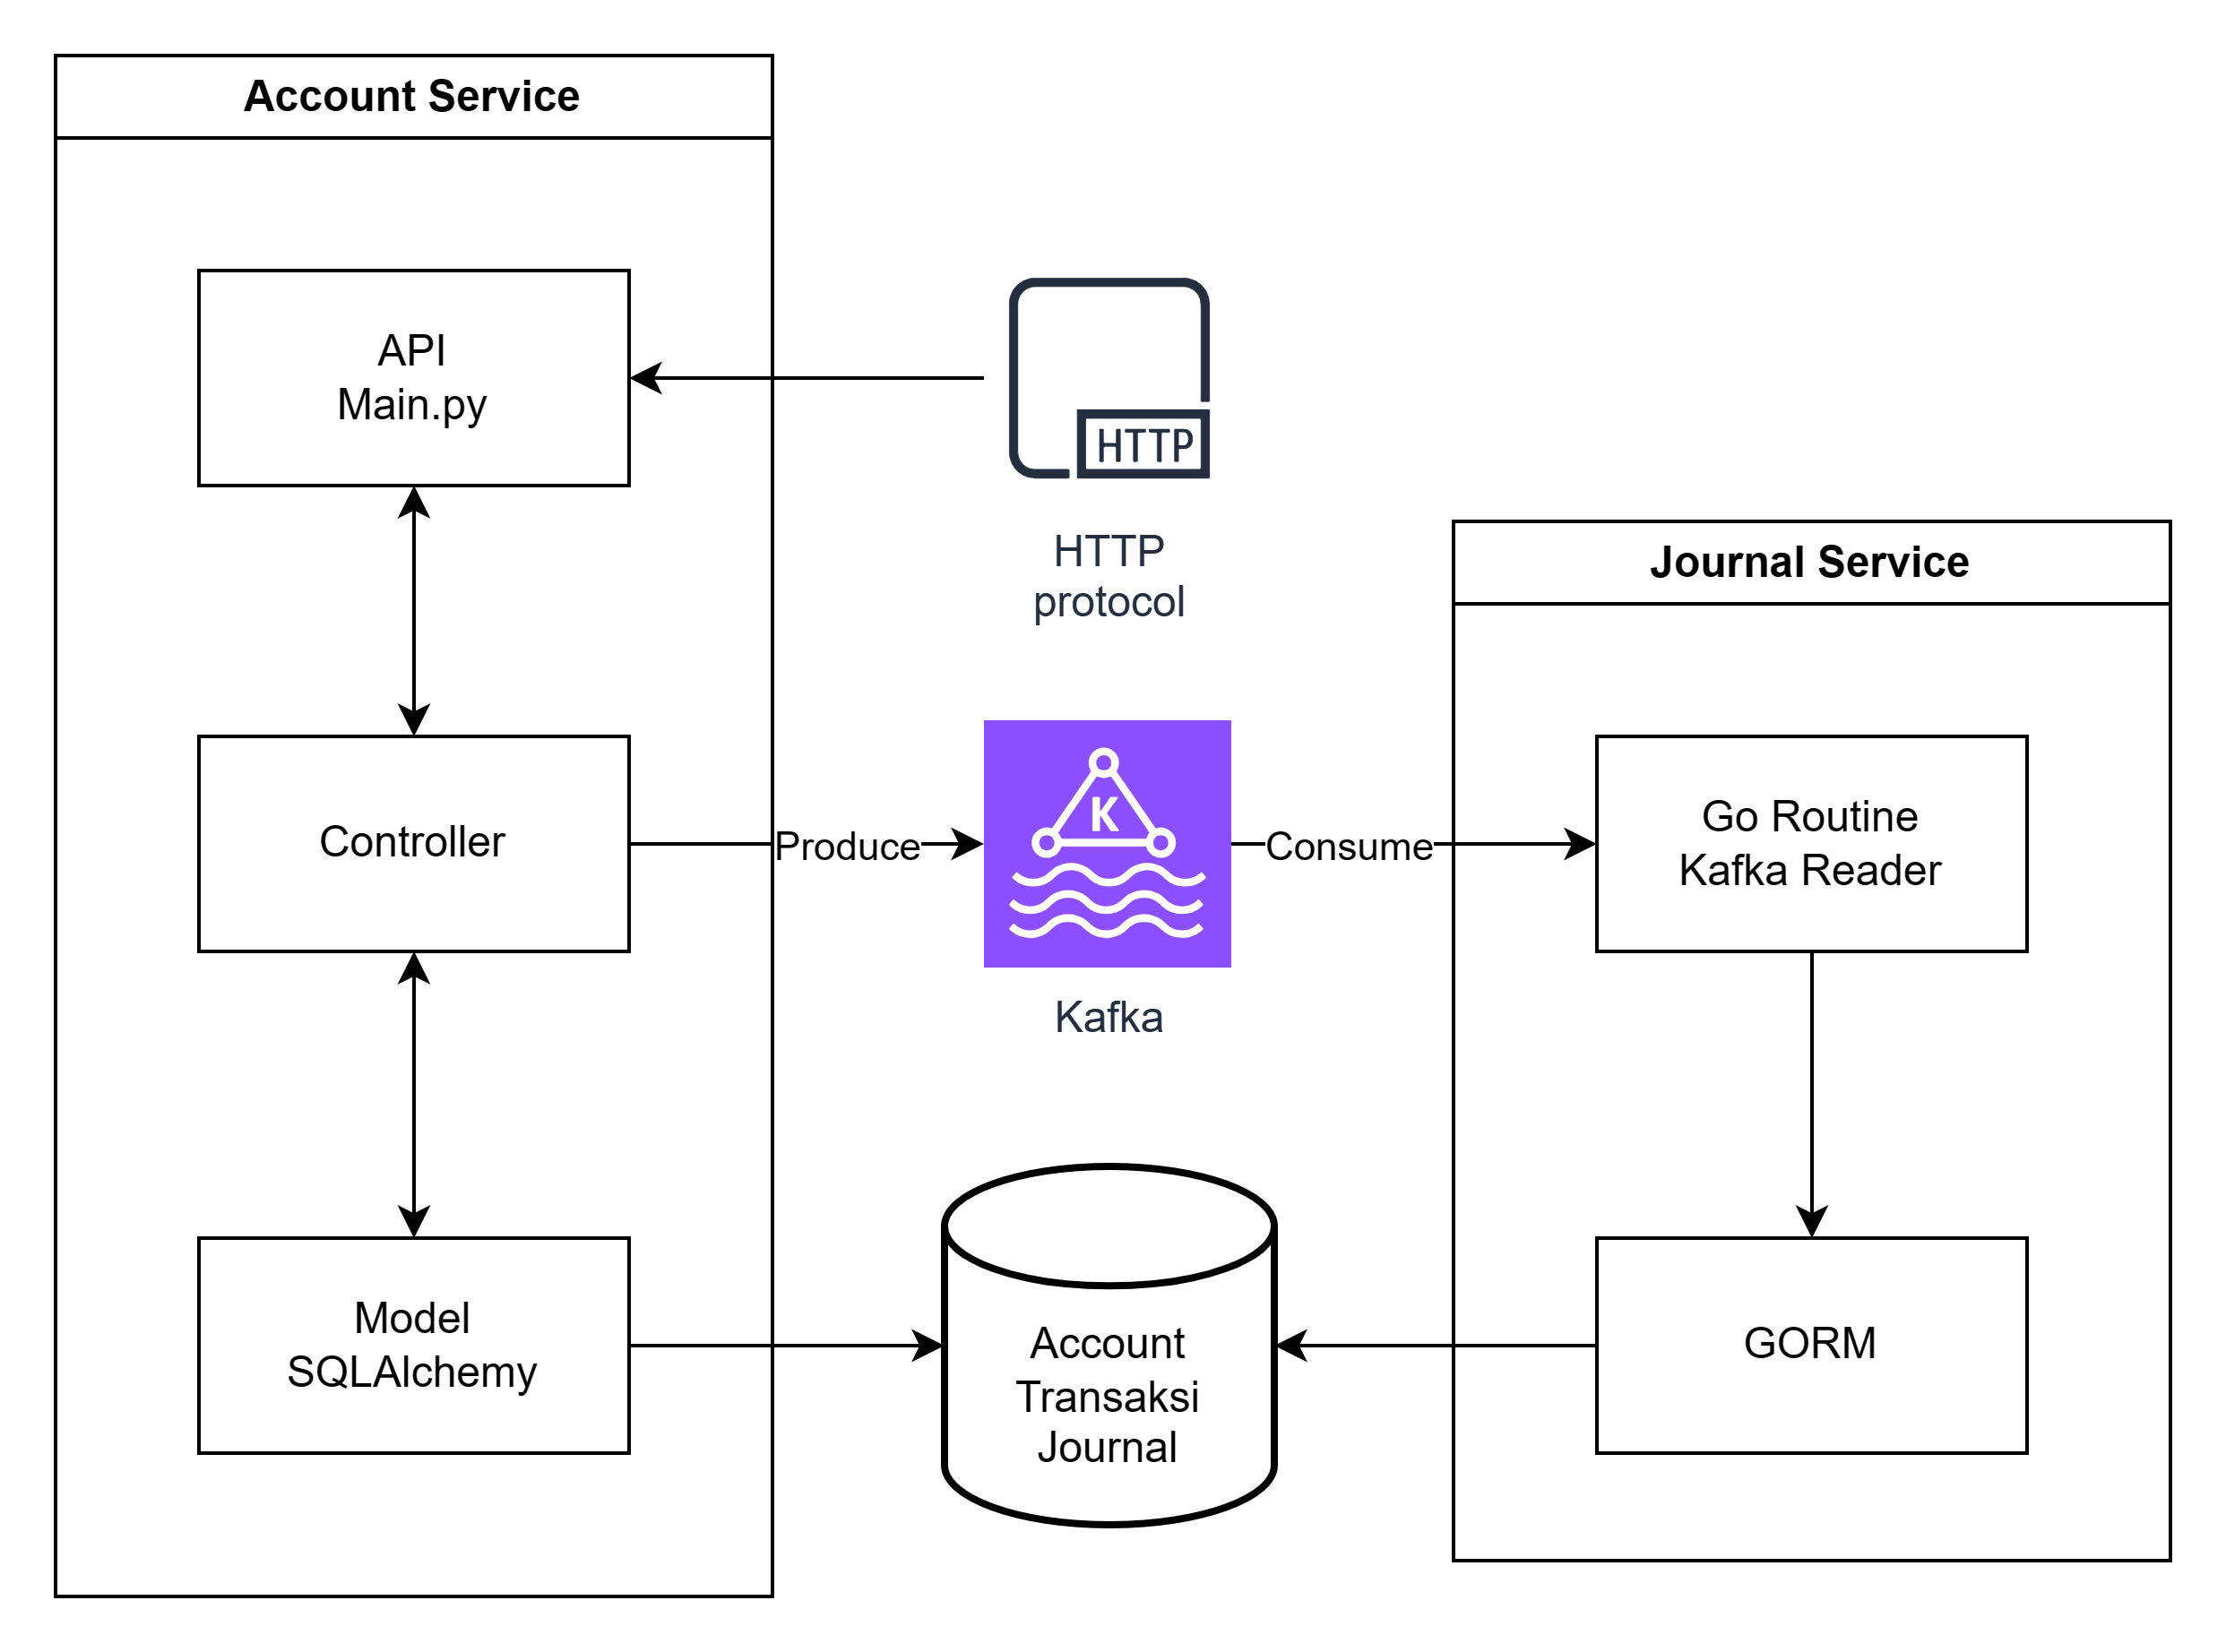 Account Service
API
Main.py
HTTP
HTTP
protocol
Journal Service
Controller
Produce
K
Kafka
Consume
Go Routine
Kafka Reader
Model
SQLAlchemy
Account
Transaksi
Journal
GORM